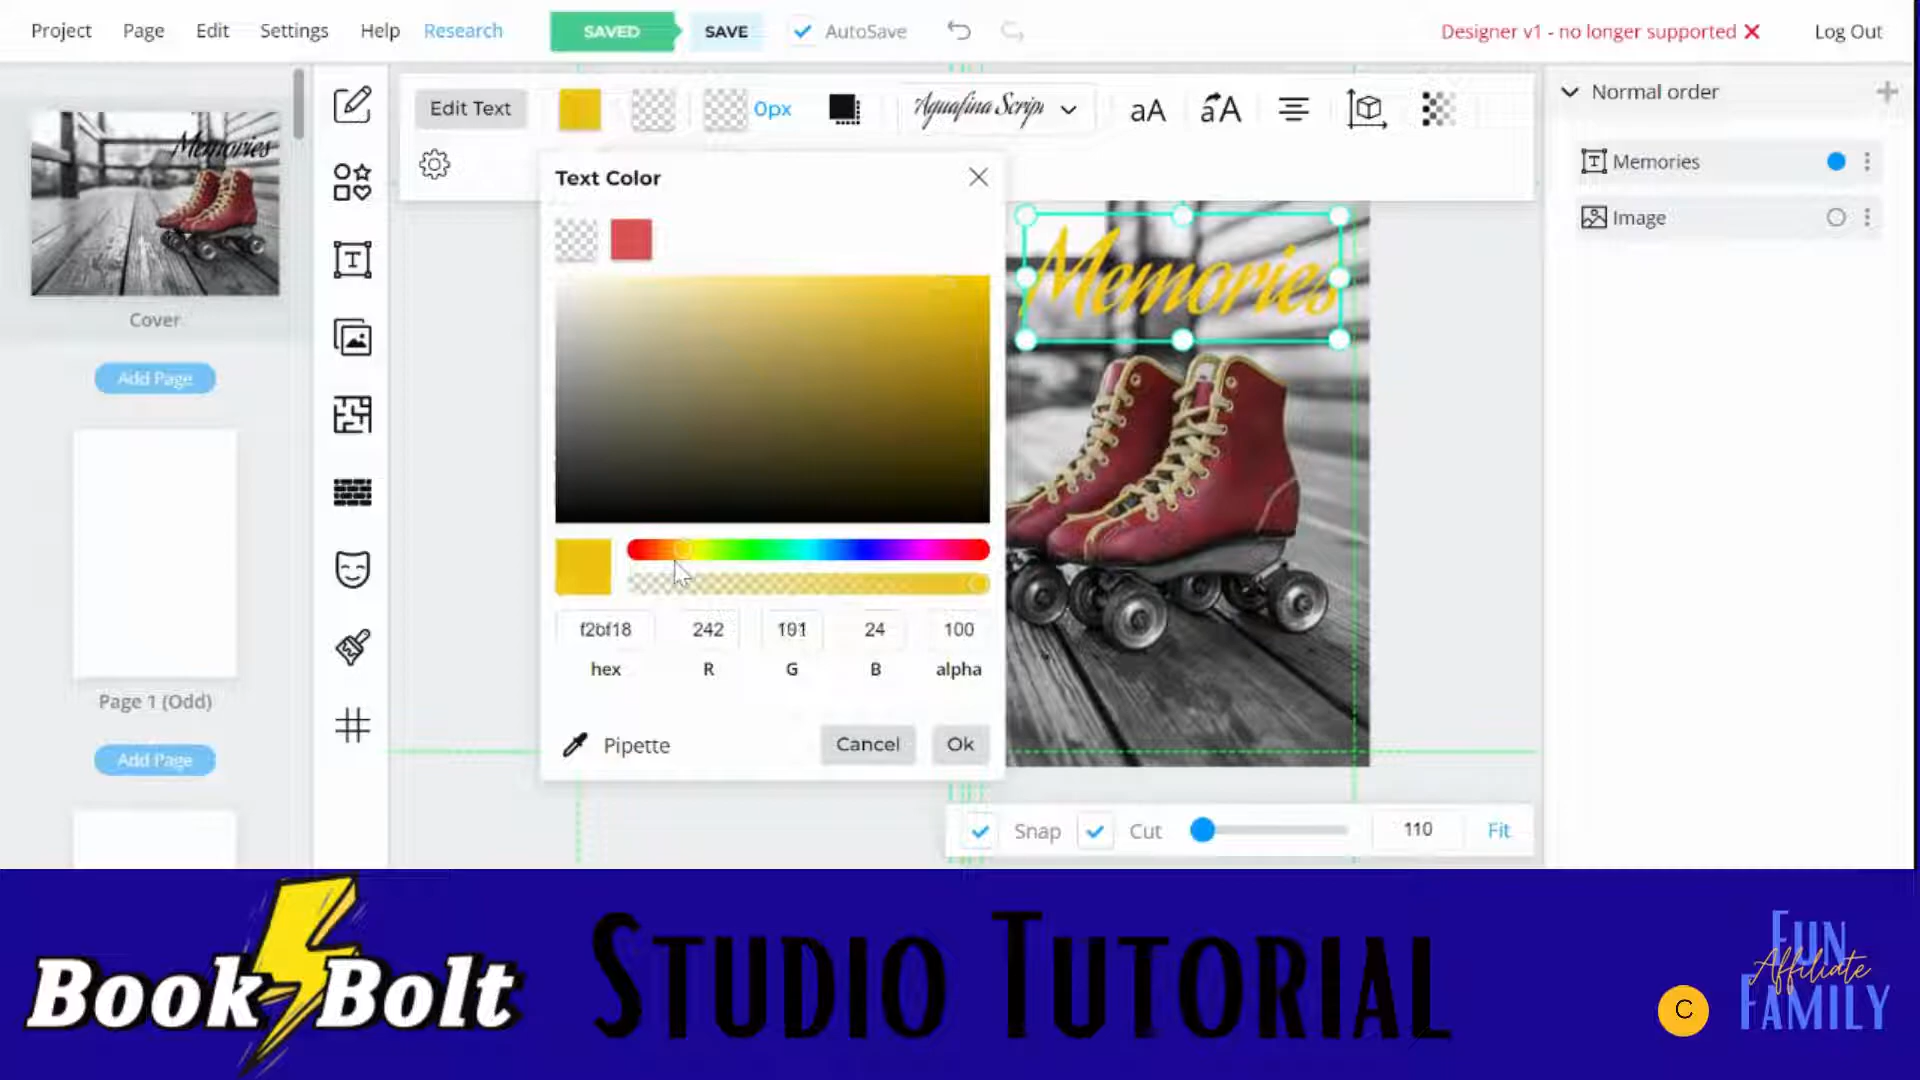 Project Page Edit Settings Help Research SAVED SAVE AutoSave Designer v1 - no longer supported Log Out
Memories
Cover
Add Page
Page 1 (Odd)
Add Page
Edit Text 0px Aguafina Script aA aA
Text Color
f2bf18 242 191 24 100
hex R G B alpha
Pipette Cancel Ok
Memories
Snap Cut 110 Fit
Normal order
Memories
Image
Book Bolt
STUDIO TUTORIAL
C
FUN
Affiliate
FAMILY